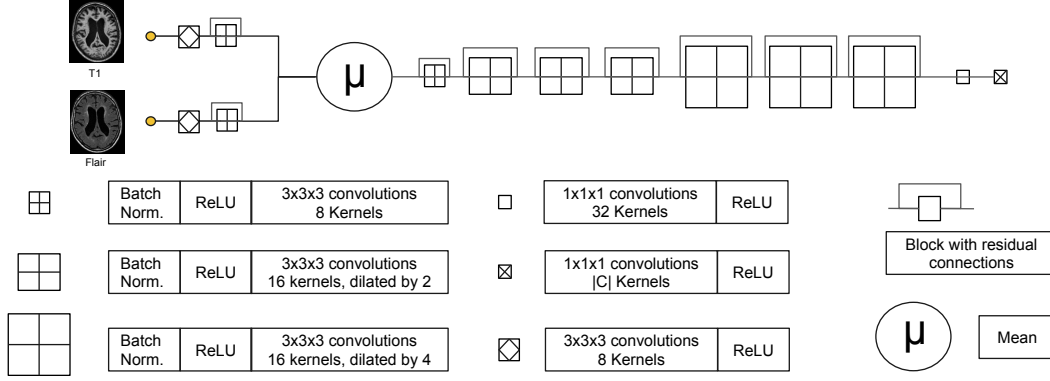 T1
μ
Flair
Batch Norm.
ReLU
3x3x3 convolutions
8 Kernels
1x1x1 convolutions
32 Kernels
ReLU
Batch Norm.
ReLU
3x3x3 convolutions
16 kernels, dilated by 2
1x1x1 convolutions
|C| Kernels
ReLU
Block with residual
connections
Batch Norm.
ReLU
3x3x3 convolutions
16 kernels, dilated by 4
3x3x3 convolutions
8 Kernels
ReLU
μ
Mean